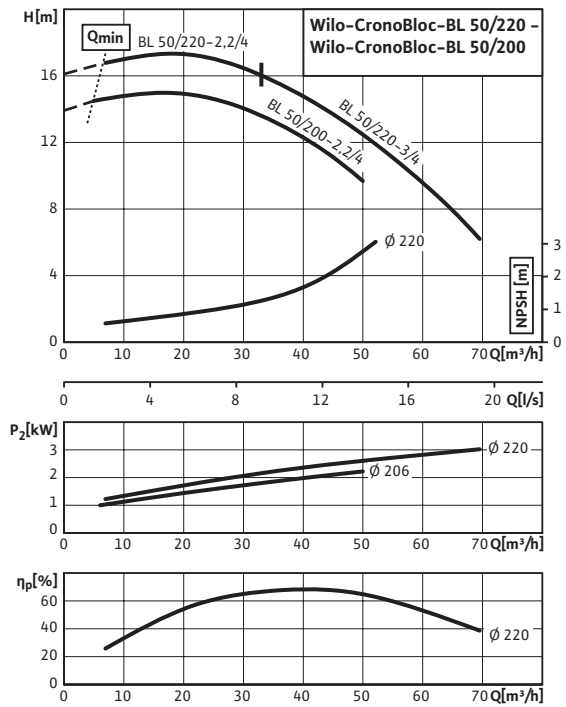 H[m]
Wilo-CronoBloc-BL 50/220 –
Wilo-CronoBloc-BL 50/200
Qmin
BL 50/220-2,2/4
BL 50/220-3/4
BL 50/200-2,2/4
16
12
8
4
0
Ø 220
NPSH [m]
3
2
1
0
0 10 20 30 40 50 60 70 Q[m³/h]
0 4 8 12 16 20 Q[l/s]
P₂[kW]
3
2
1
0
Ø 220
Ø 206
0 10 20 30 40 50 60 70 Q[m³/h]
ηp[%]
60
40
20
0
Ø 220
0 10 20 30 40 50 60 70 Q[m³/h]